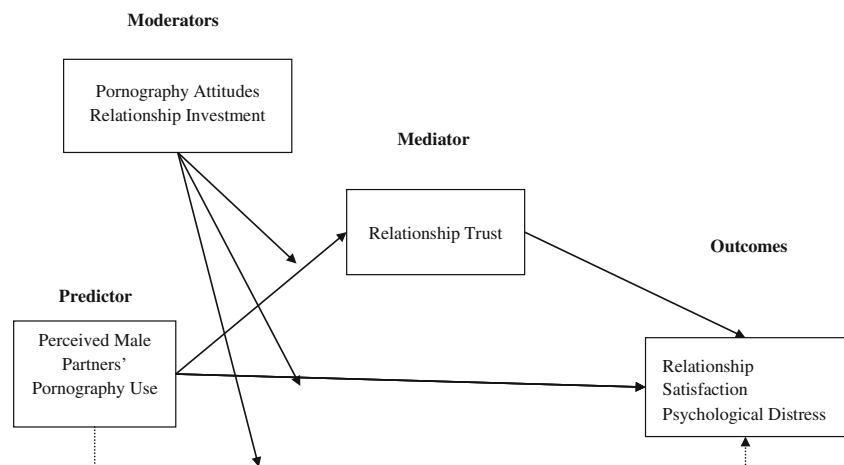 Moderators
Pornography Attitudes
Relationship Investment
Mediator
Relationship Trust
Outcomes
Predictor
Perceived Male
Partners’
Pornography Use
Relationship
Satisfaction
Psychological Distress